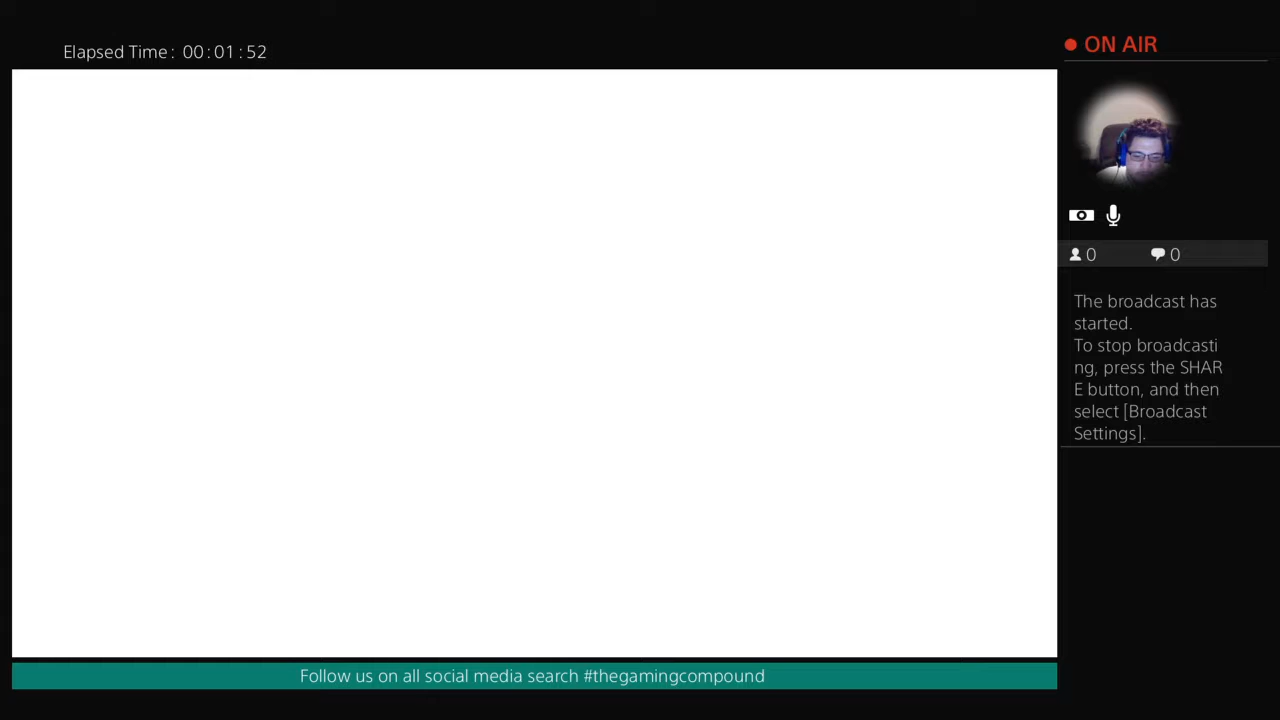 Elapsed Time: 00:01:52
ON AIR
0 0
The broadcast has
started.
To stop broadcasti
ng, press the SHAR
E button, and then
select [Broadcast
Settings].
Follow us on all social media search #thegamingcompound